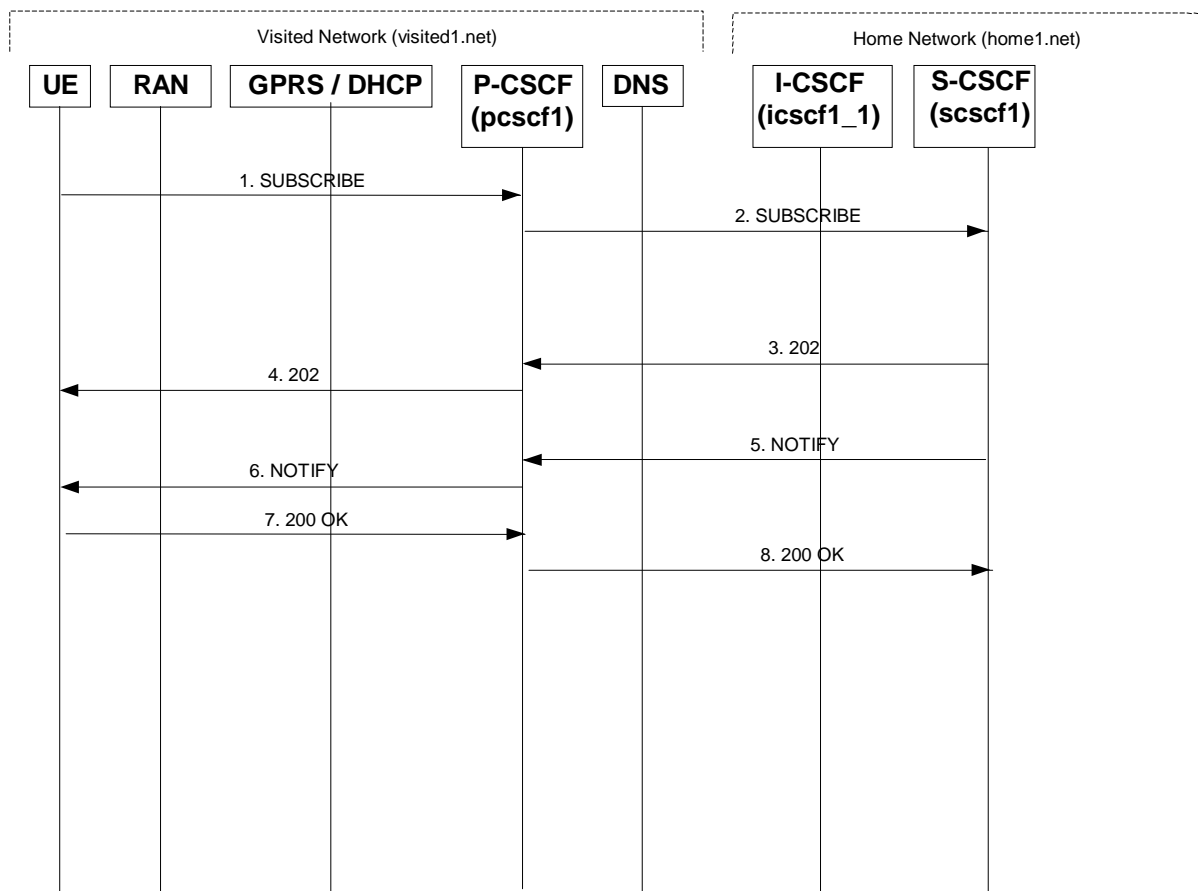 Visited Network (visited1.net)
Home Network (home1.net)
UE
RAN
GPRS / DHCP
P-CSCF
(pcscf1)
DNS
I-CSCF
(icscf1_1)
S-CSCF
(scscf1)
1. SUBSCRIBE
2. SUBSCRIBE
3. 202
4. 202
5. NOTIFY
6. NOTIFY
7. 200 OK
8. 200 OK